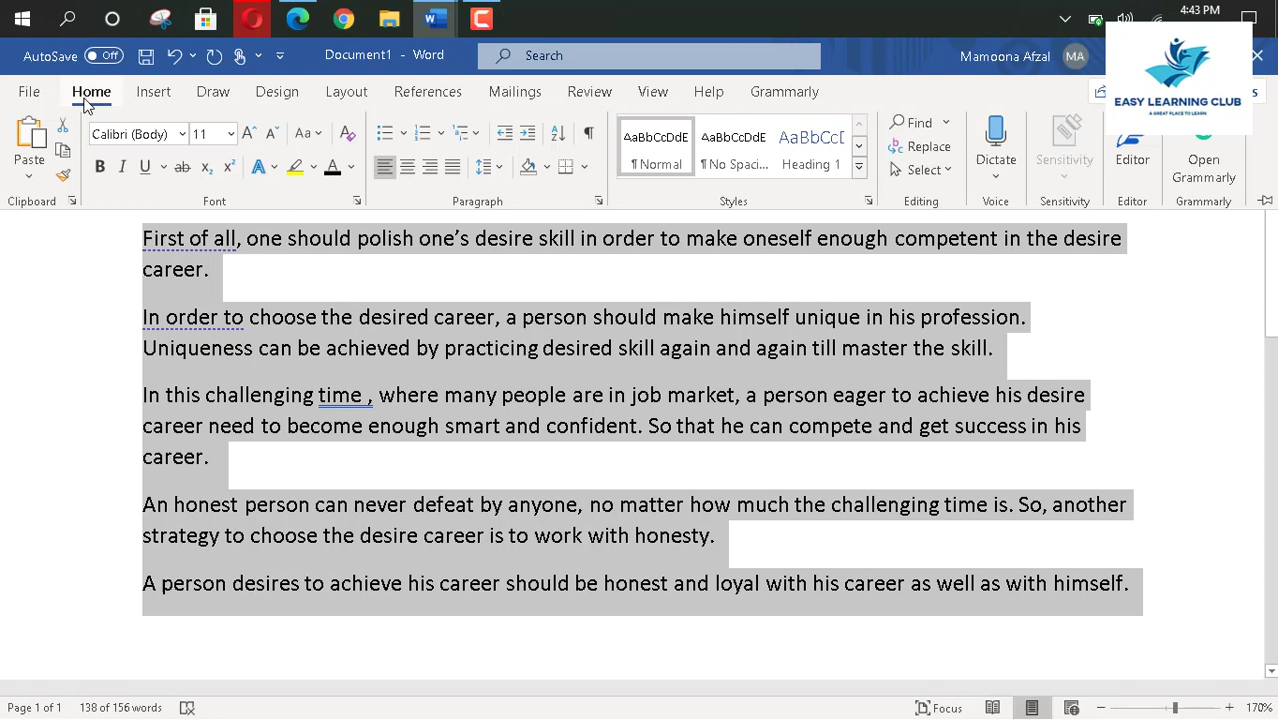 4:43 PM
AutoSave Off Document1 - Word Search Mamoona Afzal MA
File Home Insert Draw Design Layout References Mailings Review View Help Grammarly
EASY LEARNING CLUB
A GREAT PLACE TO LEARN
Paste
Calibri (Body) 11
AaBbCcDdE AaBbCcDdE AaBbC(
¶ Normal ¶ No Spaci... Heading 1
Find
Replace
Select
Dictate Sensitivity Editor Open
Grammarly
Clipboard Font Paragraph Styles Editing Voice Sensitivity Editor Grammarly
First of all, one should polish one’s desire skill in order to make oneself enough competent in the desire
career.
In order to choose the desired career, a person should make himself unique in his profession.
Uniqueness can be achieved by practicing desired skill again and again till master the skill.
In this challenging time , where many people are in job market, a person eager to achieve his desire
career need to become enough smart and confident. So that he can compete and get success in his
career.
An honest person can never defeat by anyone, no matter how much the challenging time is. So, another
strategy to choose the desire career is to work with honesty.
A person desires to achieve his career should be honest and loyal with his career as well as with himself.
Page 1 of 1 138 of 156 words Focus 170%